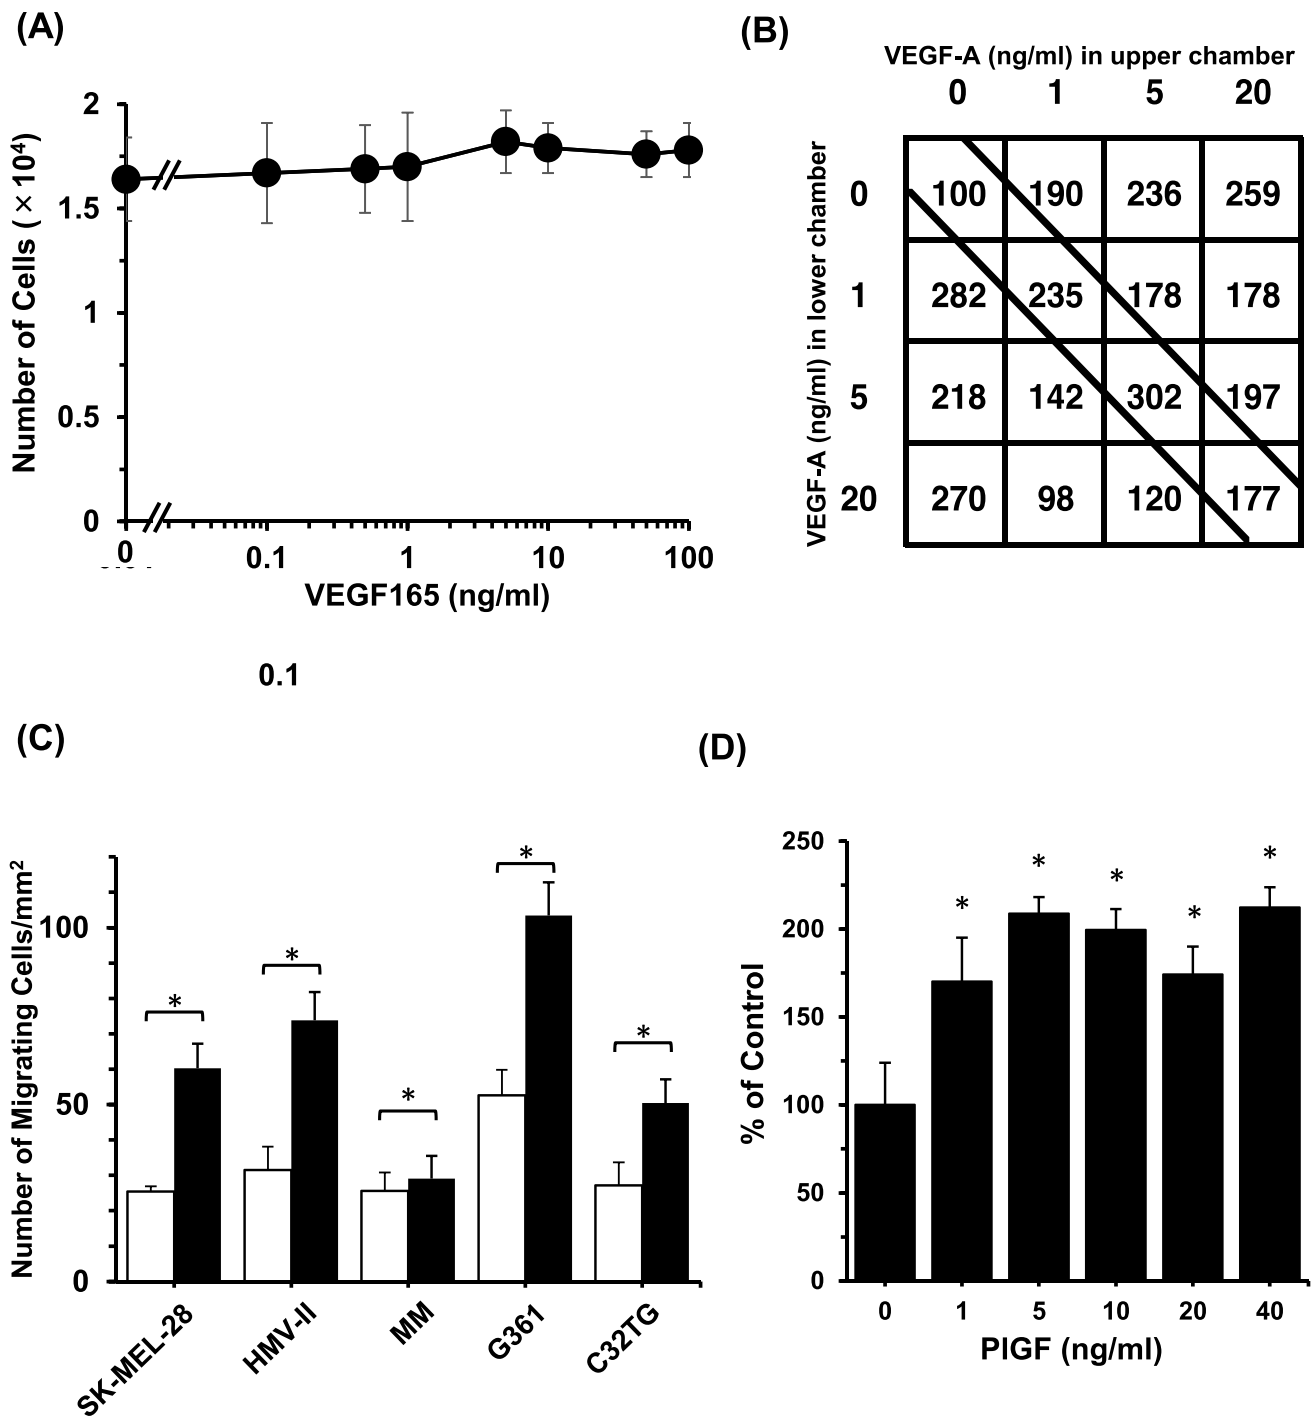 (A)
2
1.5
1
0.5
0
Number of Cells (×10⁴)
0 0.1 1 10 100
VEGF165 (ng/ml)
0.1
(B)
VEGF-A (ng/ml) in upper chamber
0 1 5 20
VEGF-A (ng/ml) in lower chamber
0 100 190 236 259
1 282 235 178 178
5 218 142 302 197
20 270 98 120 177
(C)
Number of Migrating Cells/mm²
100
50
0
* * * * *
SK-MEL-28 HMV-II MM G361 C32TG
(D)
% of Control
250
200
150
100
50
0
* * * * *
0 1 5 10 20 40
PIGF (ng/ml)